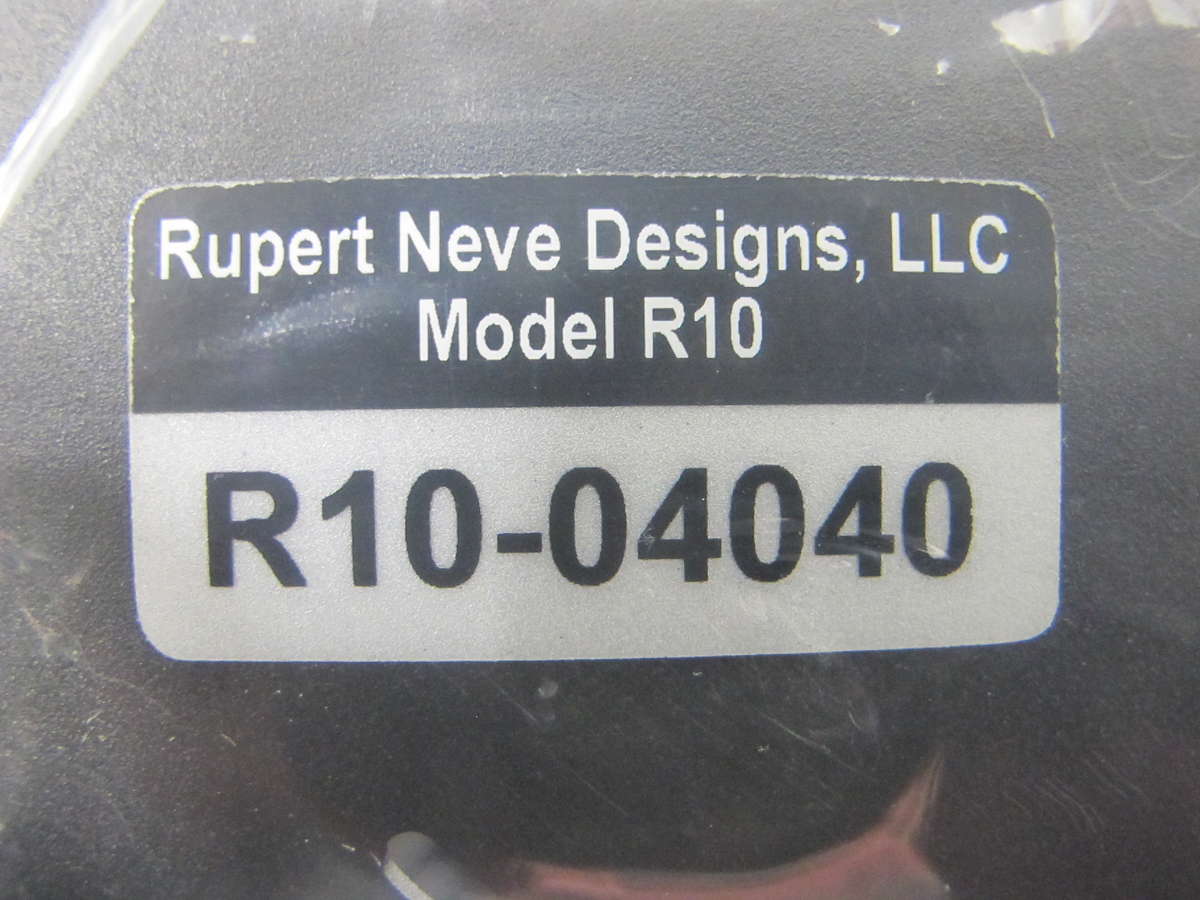 Rupert Neve Designs, LLC
Model R10
R10-04040